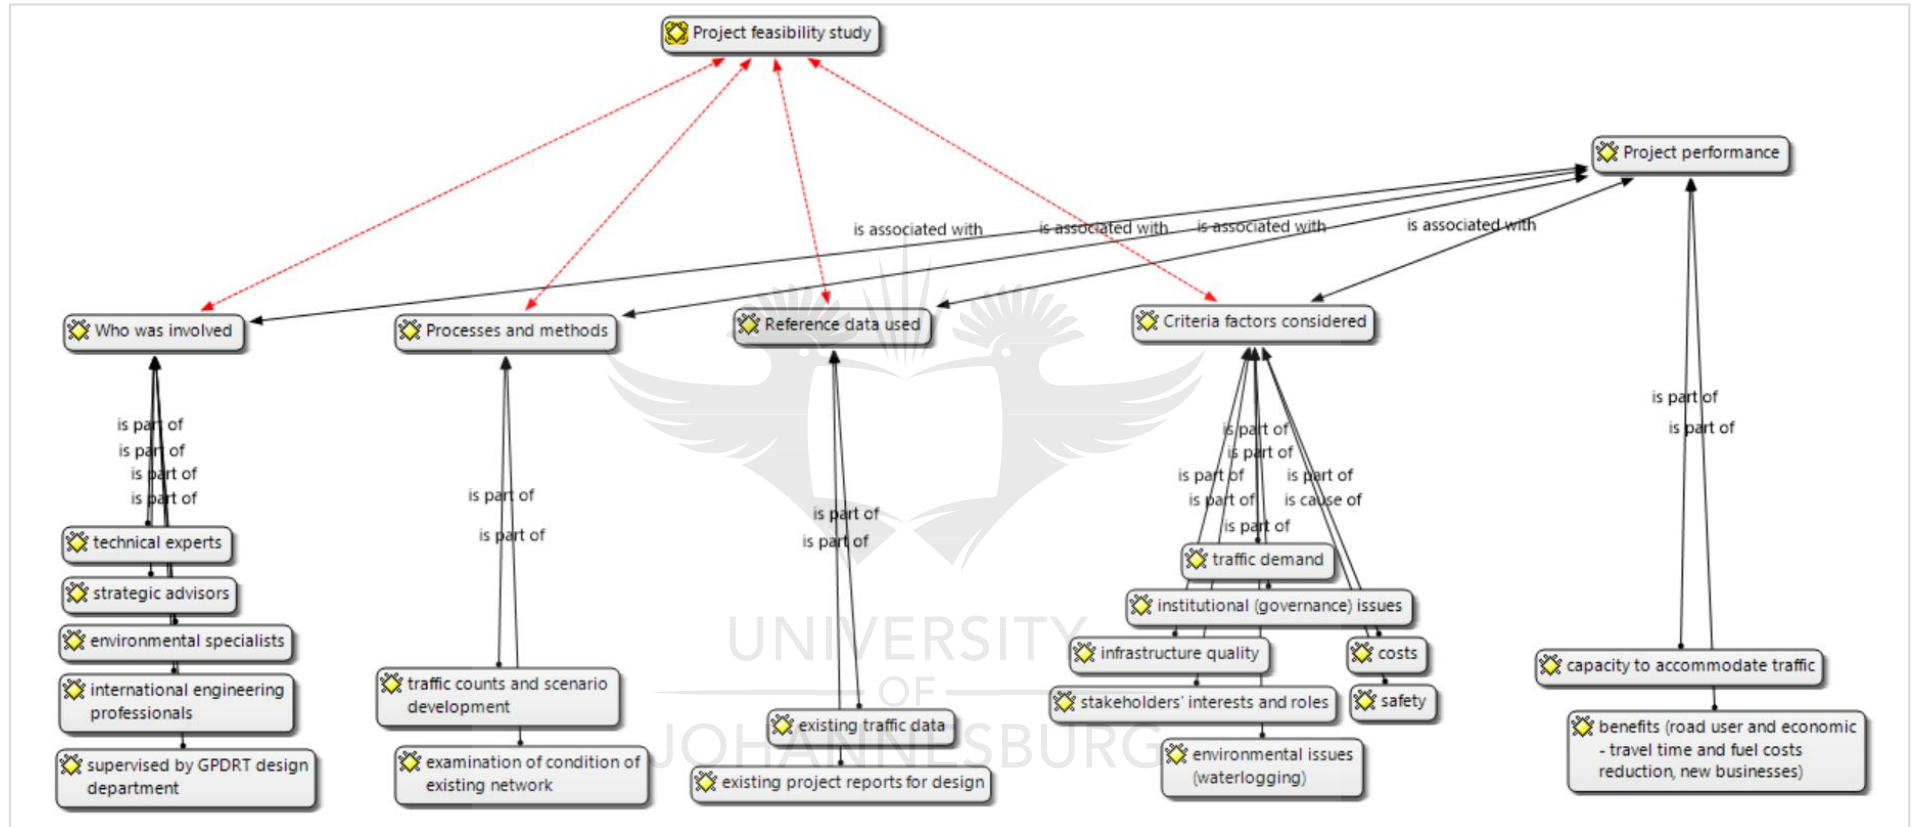 Project feasibility study
Project performance
is associated with
is associated with
is associated with
is associated with
Who was involved
Processes and methods
Reference data used
Criteria factors considered
is part of
is part of
is part of
is part of
technical experts
strategic advisors
environmental specialists
international engineering
professionals
supervised by GPDRT design
department
is part of
is part of
traffic counts and scenario
development
examination of condition of
existing network
is part of
is part of
existing traffic data
existing project reports for design
is part of
is part of
is part of
is part of
is part of
is cause of
is part of
traffic demand
institutional (governance) issues
infrastructure quality
costs
stakeholders' interests and roles
safety
environmental issues
(waterlogging)
is part of
is part of
capacity to accommodate traffic
benefits (road user and economic
- travel time and fuel costs
reduction, new businesses)
UNIVERSITY
OF
JOHANNESBURG